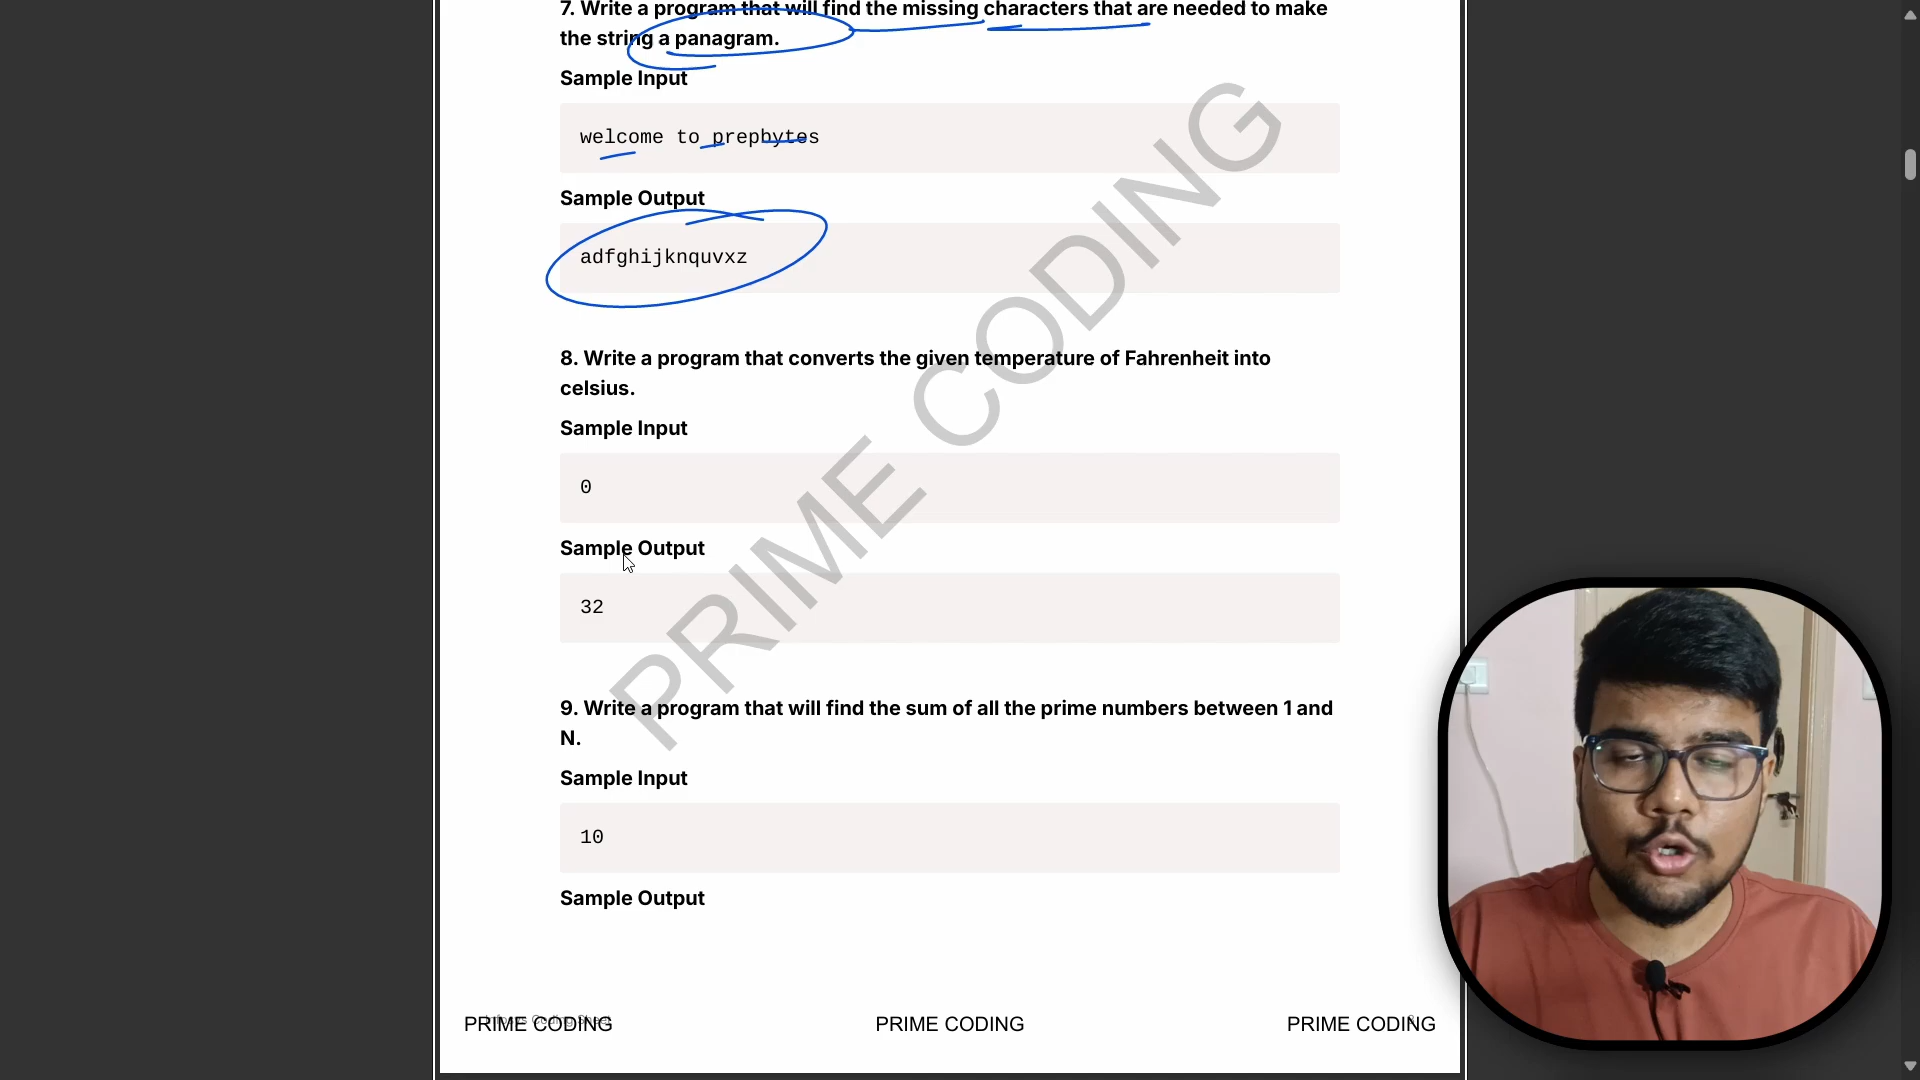 7. Write a program that will find the missing characters that are needed to make
the string a panagram.
Sample Input
welcome to prepbytes
Sample Output
adfghijknquvxz
8. Write a program that converts the given temperature of Fahrenheit into
celsius.
Sample Input
0
Sample Output
32
9. Write a program that will find the sum of all the prime numbers between 1 and
N.
Sample Input
10
Sample Output
PRIME CODING
PRIME CODING PRIME CODING PRIME CODING